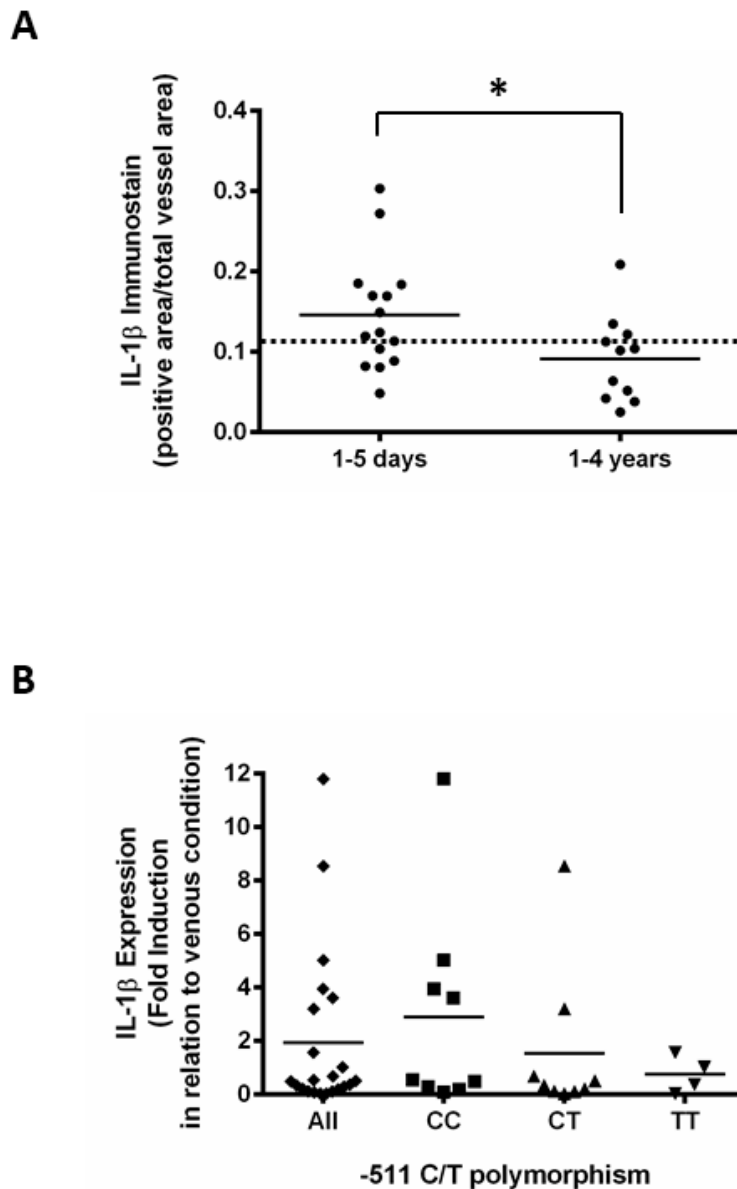 A
*
IL-1β Immunostain
(positive area/total vessel area)
0.4
0.3
0.2
0.1
0.0
1-5 days 1-4 years
B
IL-1β Expression
(Fold Induction
in relation to venous condition)
12
10
8
6
4
2
0
All CC CT TT
-511 C/T polymorphism